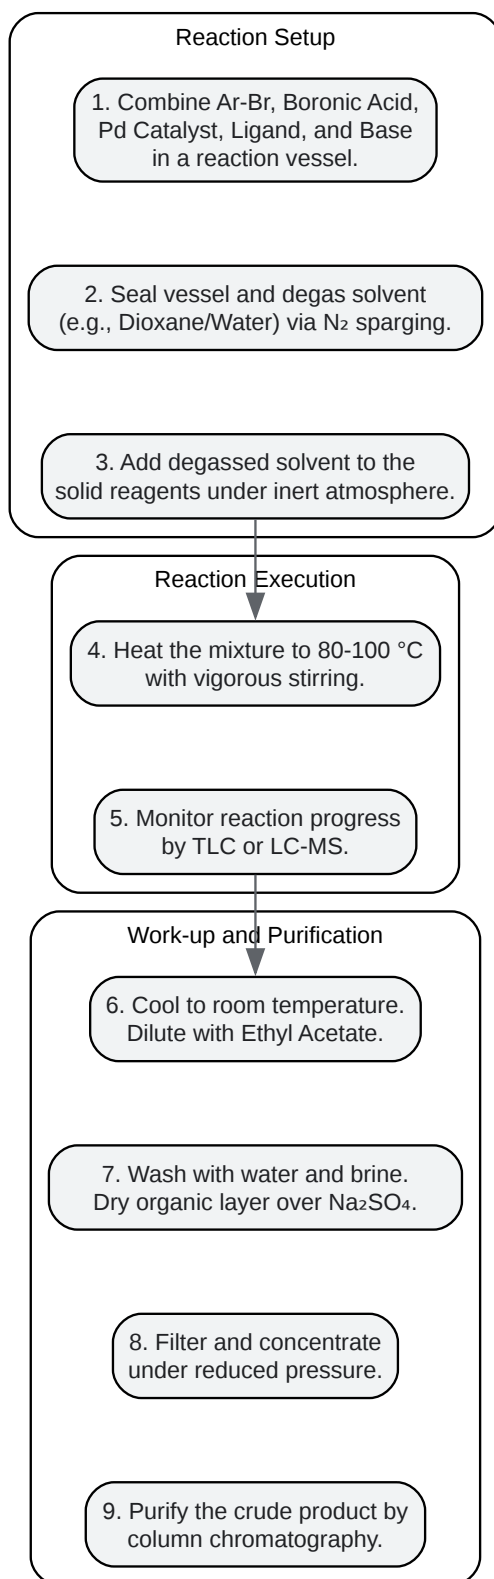 Reaction Setup
1. Combine Ar-Br, Boronic Acid,
Pd Catalyst, Ligand, and Base
in a reaction vessel.
2. Seal vessel and degas solvent
(e.g., Dioxane/Water) via N₂ sparging.
3. Add degassed solvent to the
solid reagents under inert atmosphere.
Reaction Execution
4. Heat the mixture to 80-100 °C
with vigorous stirring.
5. Monitor reaction progress
by TLC or LC-MS.
Work-up and Purification
6. Cool to room temperature.
Dilute with Ethyl Acetate.
7. Wash with water and brine.
Dry organic layer over Na₂SO₄.
8. Filter and concentrate
under reduced pressure.
9. Purify the crude product by
column chromatography.